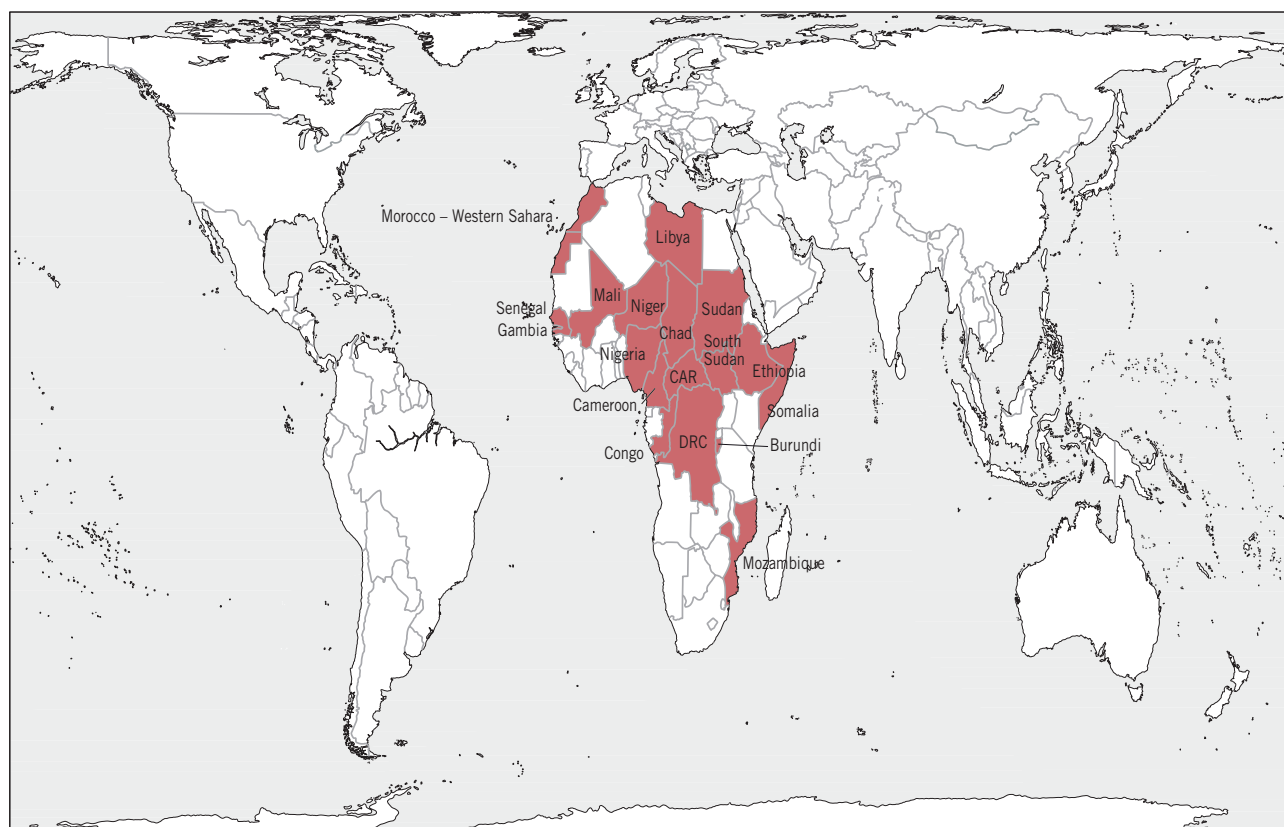 Morocco – Western Sahara
Libya
Mali
Niger
Sudan
Senegal
Gambia
Chad
South
Sudan
Nigeria
Ethiopia
CAR
Cameroon
Somalia
DRC
Burundi
Congo
Mozambique